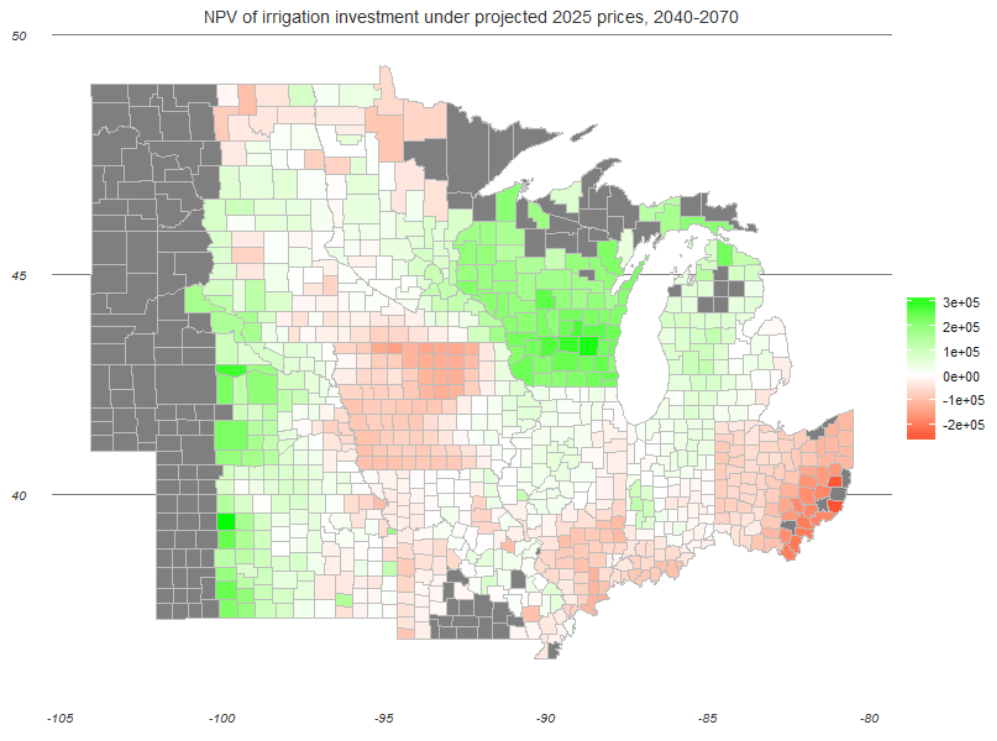 NPV of irrigation investment under projected 2025 prices, 2040-2070
50
45
40
3e+05
2e+05
1e+05
0e+00
-1e+05
-2e+05
-105 -100 -95 -90 -85 -80